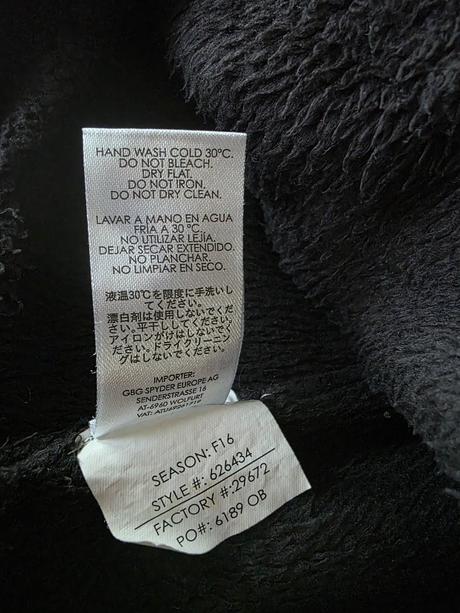 HAND WASH COLD 30°C.
DO NOT BLEACH.
DRY FLAT.
DO NOT IRON.
DO NOT DRY CLEAN.
LAVAR A MANO EN AGUA
FRÍA A 30 °C.
NO UTILIZAR LEJÍA.
DEJAR SECAR EXTENDIDO.
NO PLANCHAR.
NO LIMPIAR EN SECO.
液温30℃を限度に手洗いし
てください。
漂白剤は使用しないでくだ
さい。平干ししてください。
アイロンがけはしないでく
ださい。ドライクリーニン
グはしないでください。
IMPORTER:
GBG SPYDER EUROPE AG
SENDERSTRASSE 16
AT-6960 WOLFURT
VAT:
SEASON: F16
STYLE #: 626434
FACTORY #:29672
PO#: 6189 OB